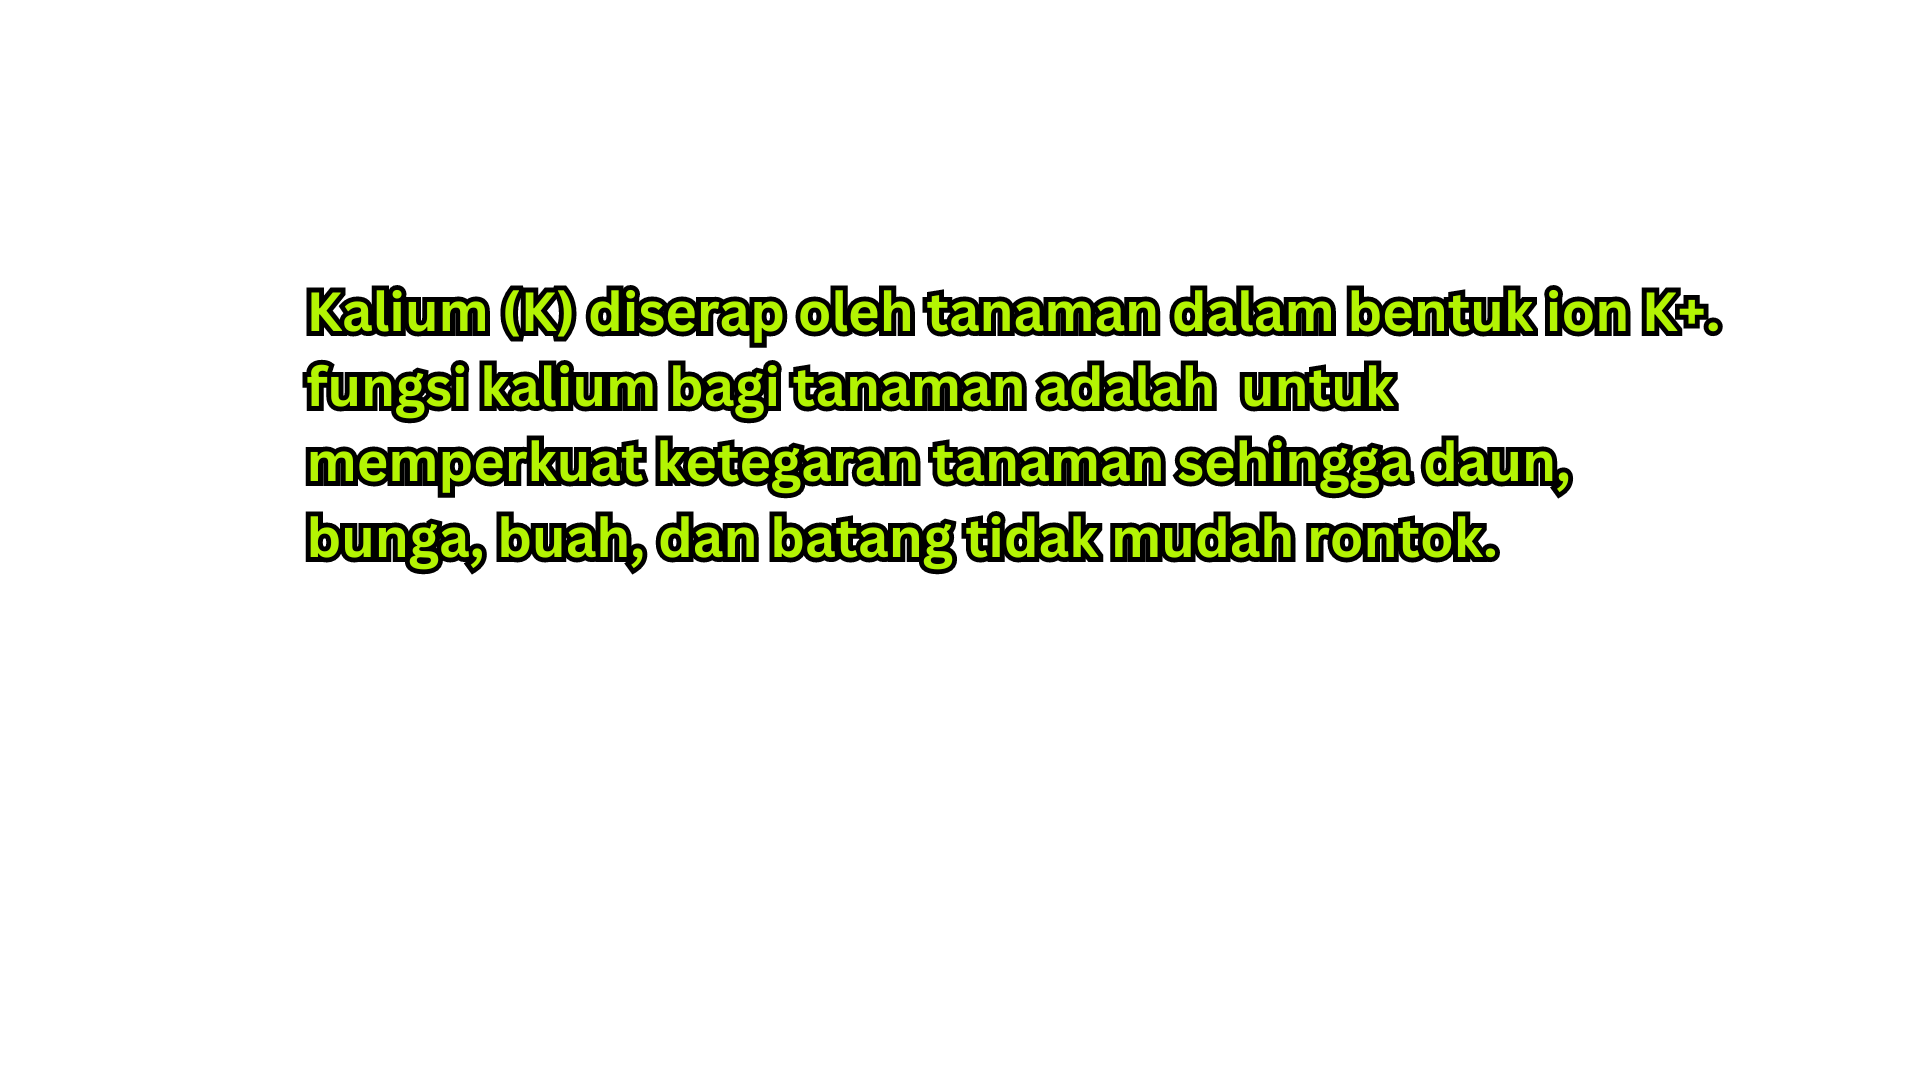 Kalium (K) diserap oleh tanaman dalam bentuk ion K+.
fungsi kalium bagi tanaman adalah  untuk
memperkuat ketegaran tanaman sehingga daun,
bunga, buah, dan batang tidak mudah rontok.